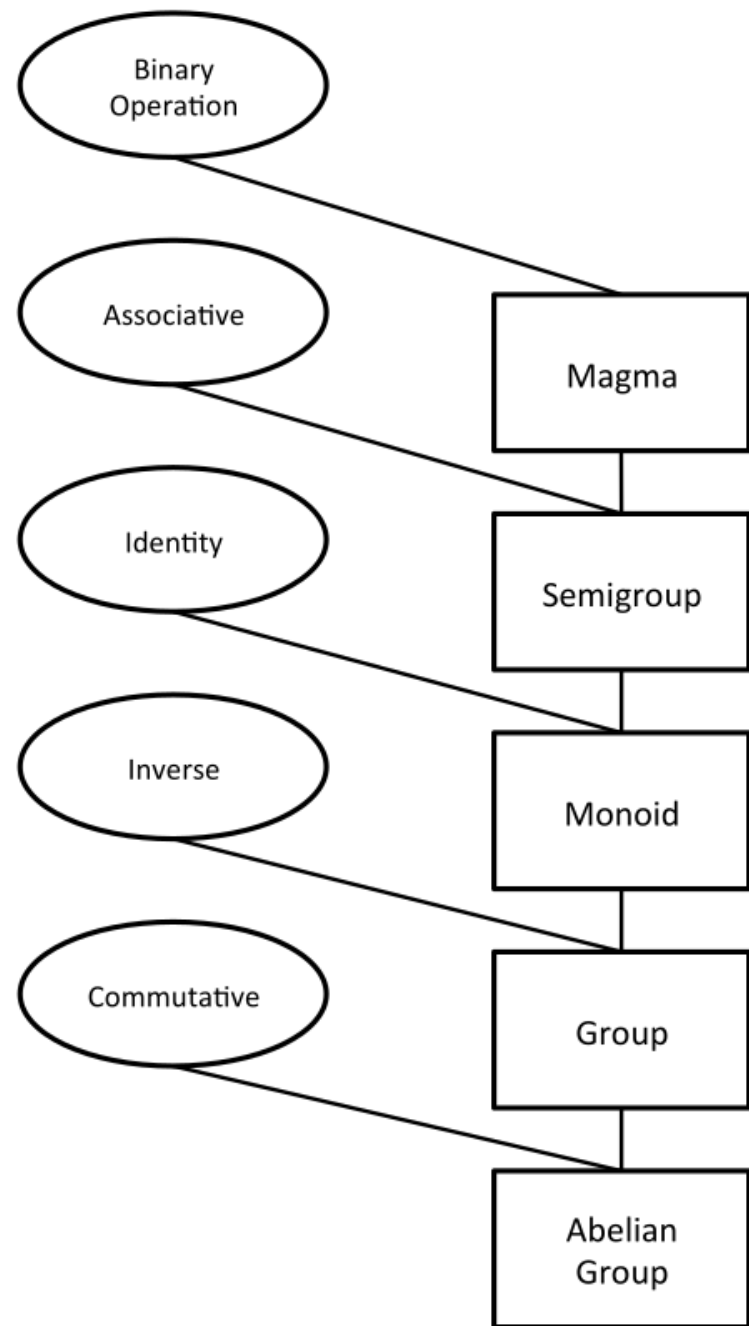 Binary
Operation
Associative
Magma
Identity
Semigroup
Inverse
Monoid
Commutative
Group
Abelian
Group